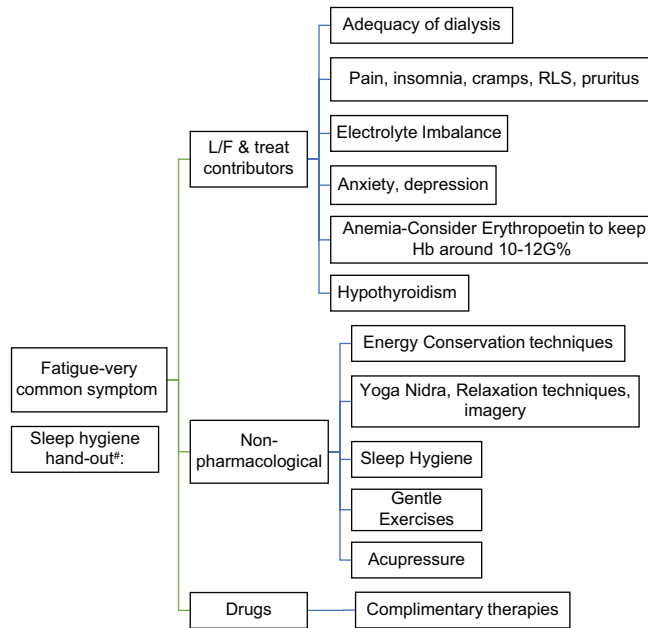 Adequacy of dialysis
Pain, insomnia, cramps, RLS, pruritus
L/F & treat
contributors
Electrolyte Imbalance
Anxiety, depression
Anemia-Consider Erythropoetin to keep
Hb around 10-12G%
Hypothyroidism
Fatigue-very
common symptom
Sleep hygiene
hand-out#:
Energy Conservation techniques
Yoga Nidra, Relaxation techniques,
imagery
Non-
pharmacological
Sleep Hygiene
Gentle
Exercises
Acupressure
Drugs
Complimentary therapies